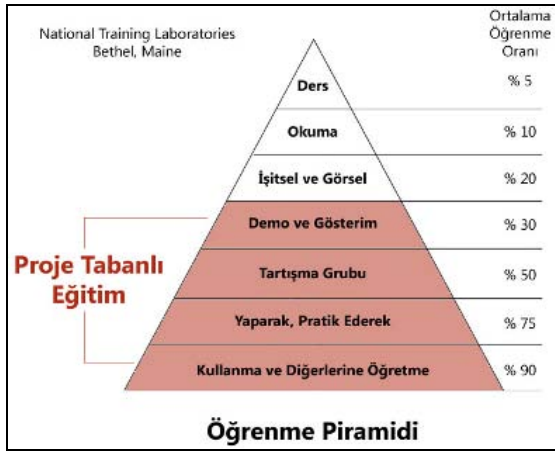 National Training Laboratories
Bethel, Maine
Ortalama
Öğrenme
Oranı
Ders
% 5
Okuma
% 10
İşitsel ve Görsel
% 20
Demo ve Gösterim
% 30
Proje Tabanlı
Eğitim
Tartışma Grubu
% 50
Yaparak, Pratik Ederek
% 75
Kullanma ve Diğerlerine Öğretme
% 90
Öğrenme Piramidi